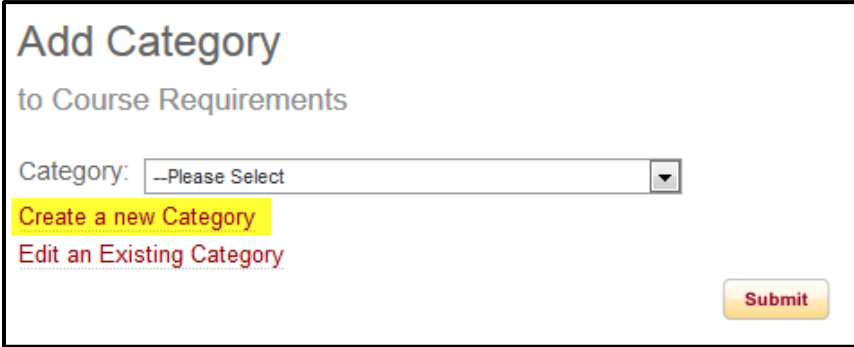 Add Category
to Course Requirements
Category: --Please Select
Create a new Category
Edit an Existing Category
Submit